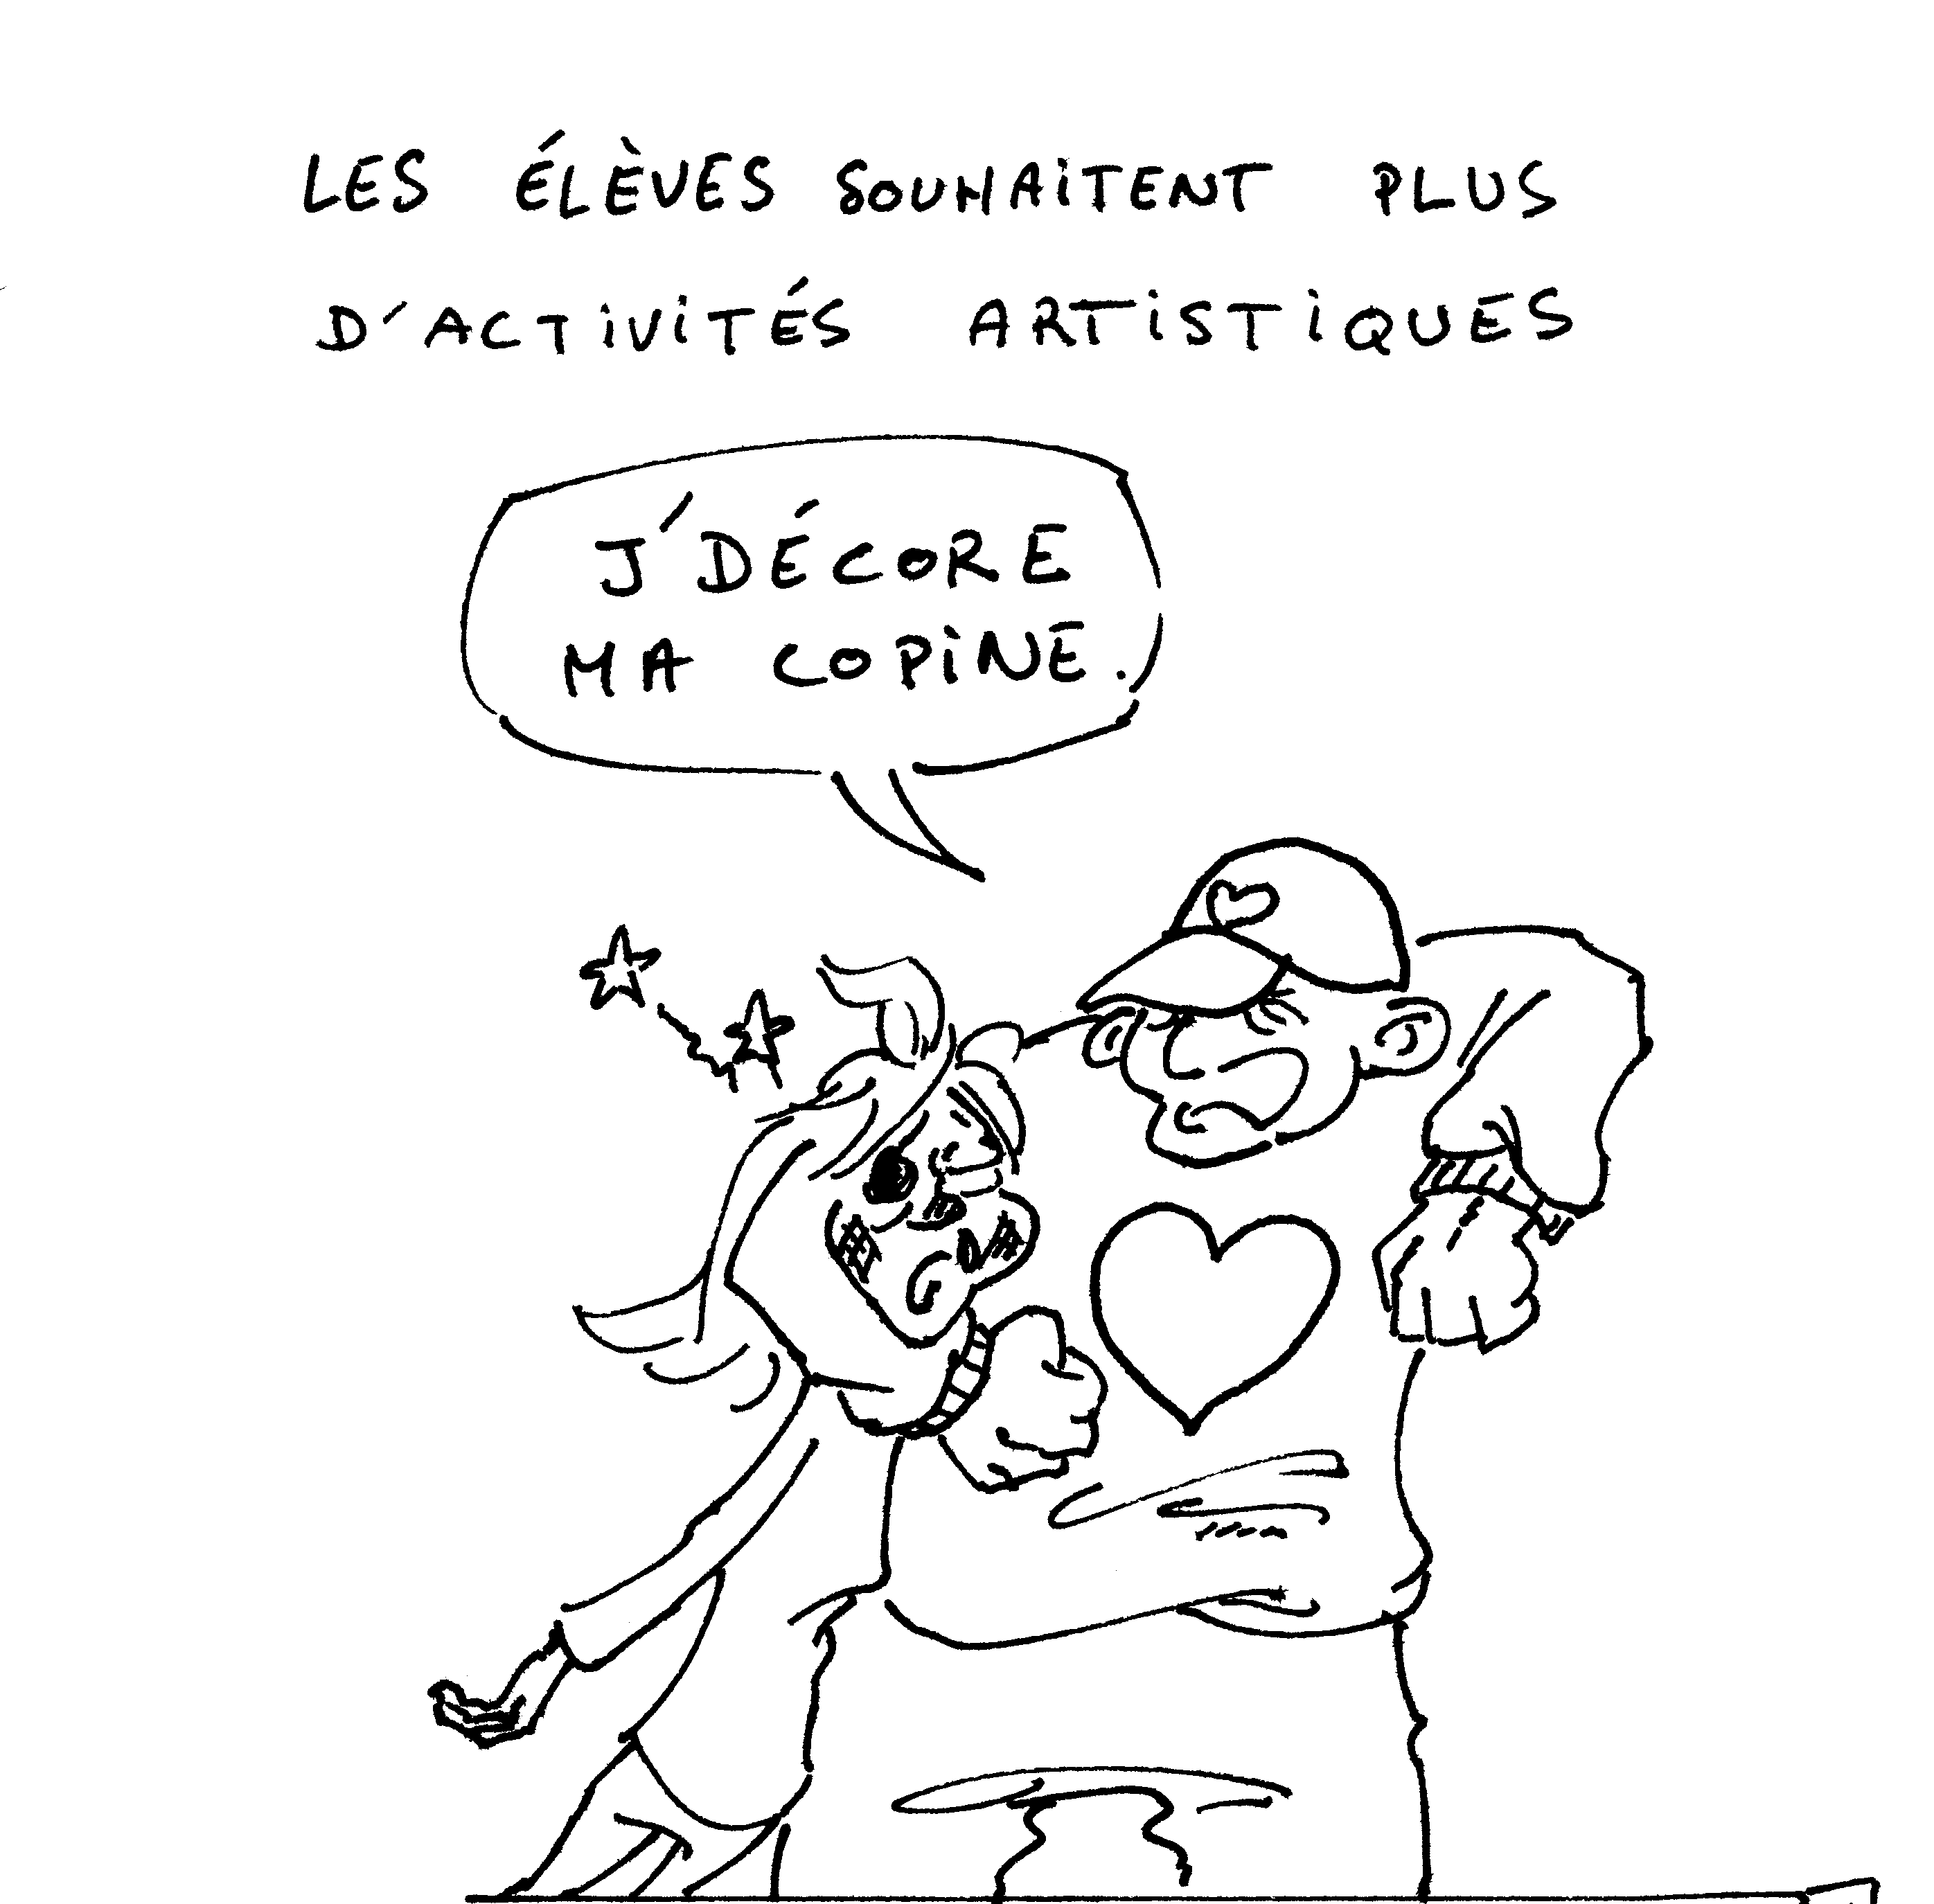 LES ÉLÈVES SOUHAITENT PLUS
D'ACTIVITÉS ARTISTIQUES
J'DÉCORE
MA COPINE.